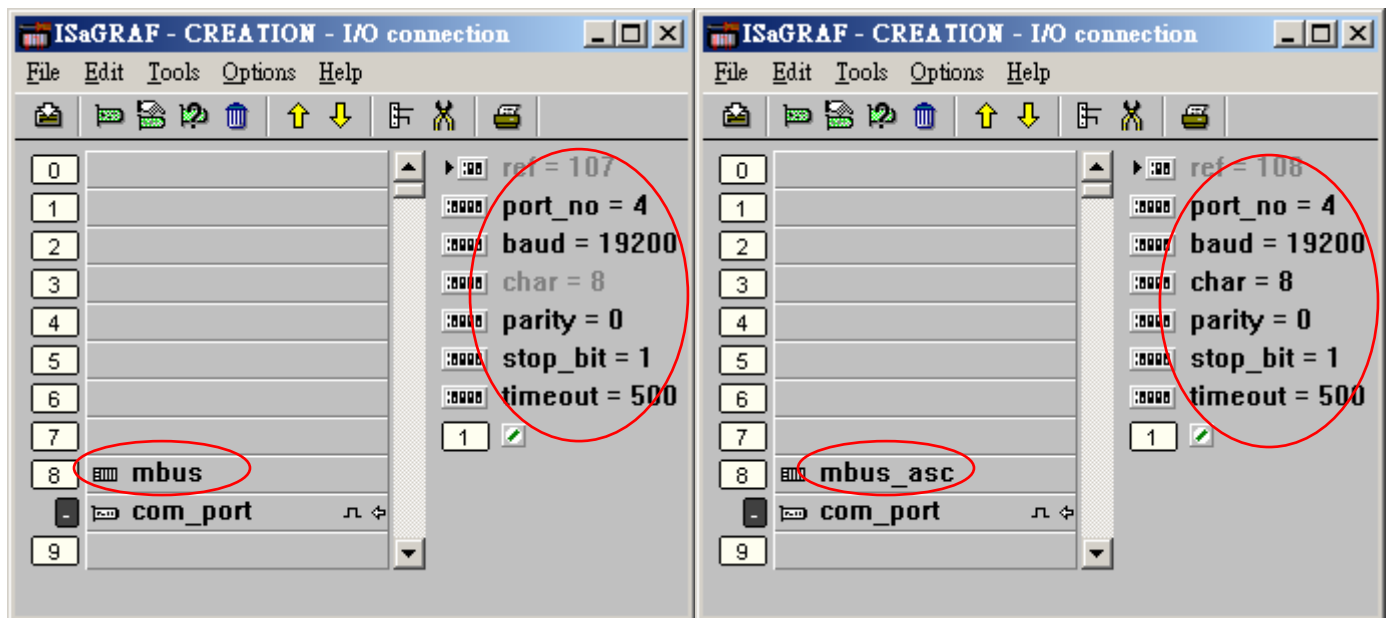 ISaGRAF - CREATION - I/O connection
File Edit Tools Options Help
0
1
2
3
4
5
6
7
8 mbus
- com_port
9
ref = 107
port_no = 4
baud = 19200
char = 8
parity = 0
stop_bit = 1
timeout = 500
1
ISaGRAF - CREATION - I/O connection
File Edit Tools Options Help
0
1
2
3
4
5
6
7
8 mbus_asc
- com_port
9
ref = 108
port_no = 4
baud = 19200
char = 8
parity = 0
stop_bit = 1
timeout = 500
1